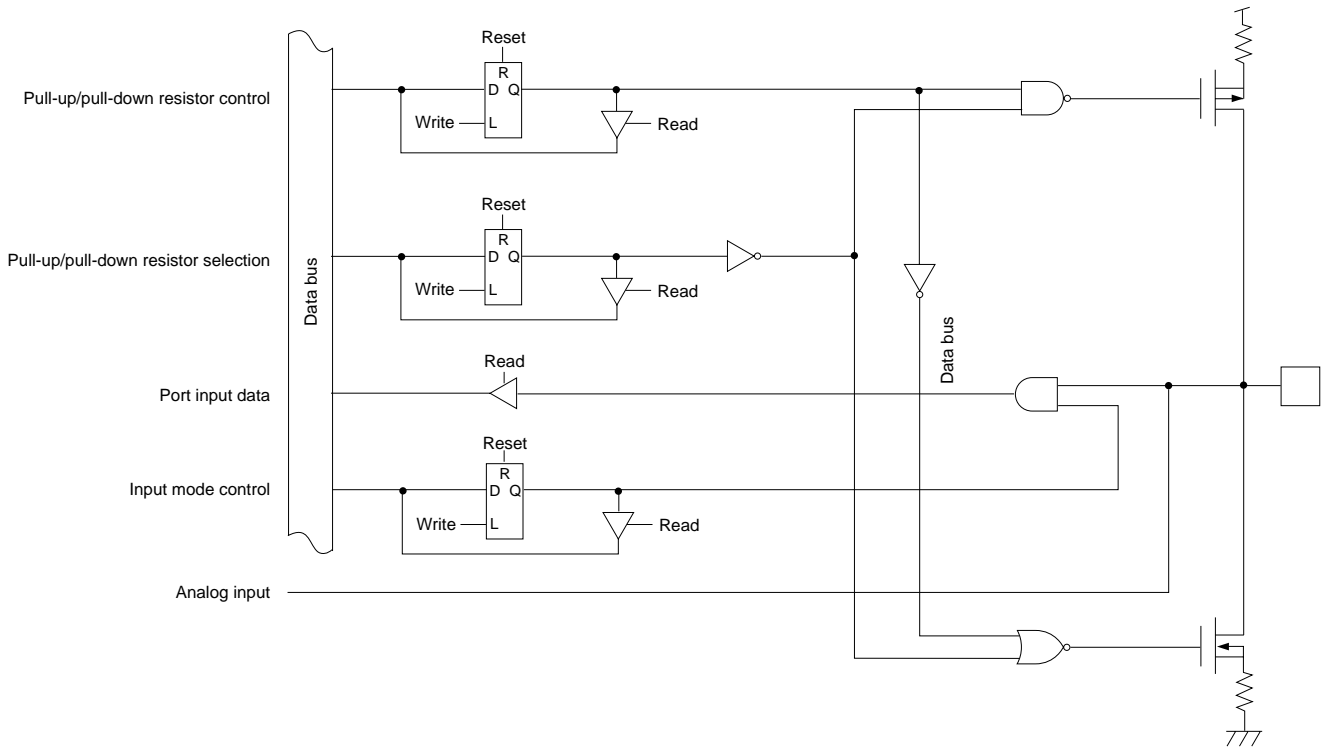 Reset
R
D Q
Pull-up/pull-down resistor control
Write
L
Read
Reset
R
D Q
Pull-up/pull-down resistor selection
Write
L
Read
Data bus
Data bus
Read
Port input data
Reset
R
Input mode control
D Q
Write
L
Read
Analog input